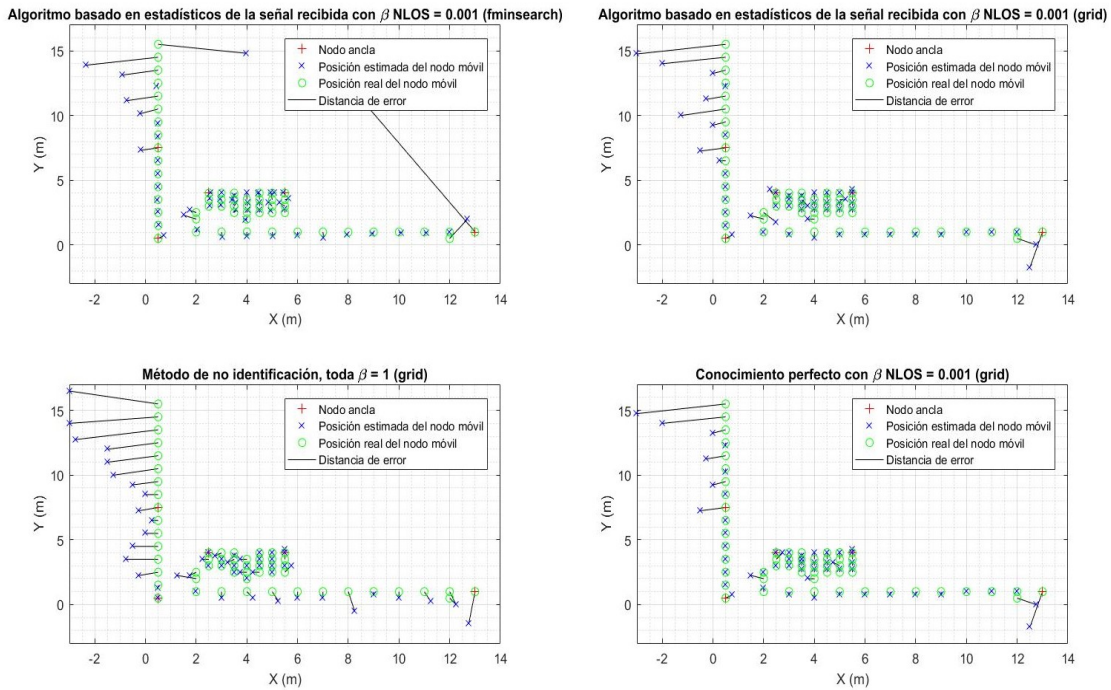 Algoritmo basado en estadísticos de la señal recibida con β NLOS = 0.001 (fminsearch)
Nodo ancla
Posición estimada del nodo móvil
Posición real del nodo móvil
Distancia de error
15
10
5
0
Y (m)
-2 0 2 4 6 8 10 12 14
X (m)
Algoritmo basado en estadísticos de la señal recibida con β NLOS = 0.001 (grid)
Nodo ancla
Posición estimada del nodo móvil
Posición real del nodo móvil
Distancia de error
15
10
5
0
Y (m)
-2 0 2 4 6 8 10 12 14
X (m)
Método de no identificación, toda β = 1 (grid)
Nodo ancla
Posición estimada del nodo móvil
Posición real del nodo móvil
Distancia de error
15
10
5
0
Y (m)
-2 0 2 4 6 8 10 12 14
X (m)
Conocimiento perfecto con β NLOS = 0.001 (grid)
Nodo ancla
Posición estimada del nodo móvil
Posición real del nodo móvil
Distancia de error
15
10
5
0
Y (m)
-2 0 2 4 6 8 10 12 14
X (m)